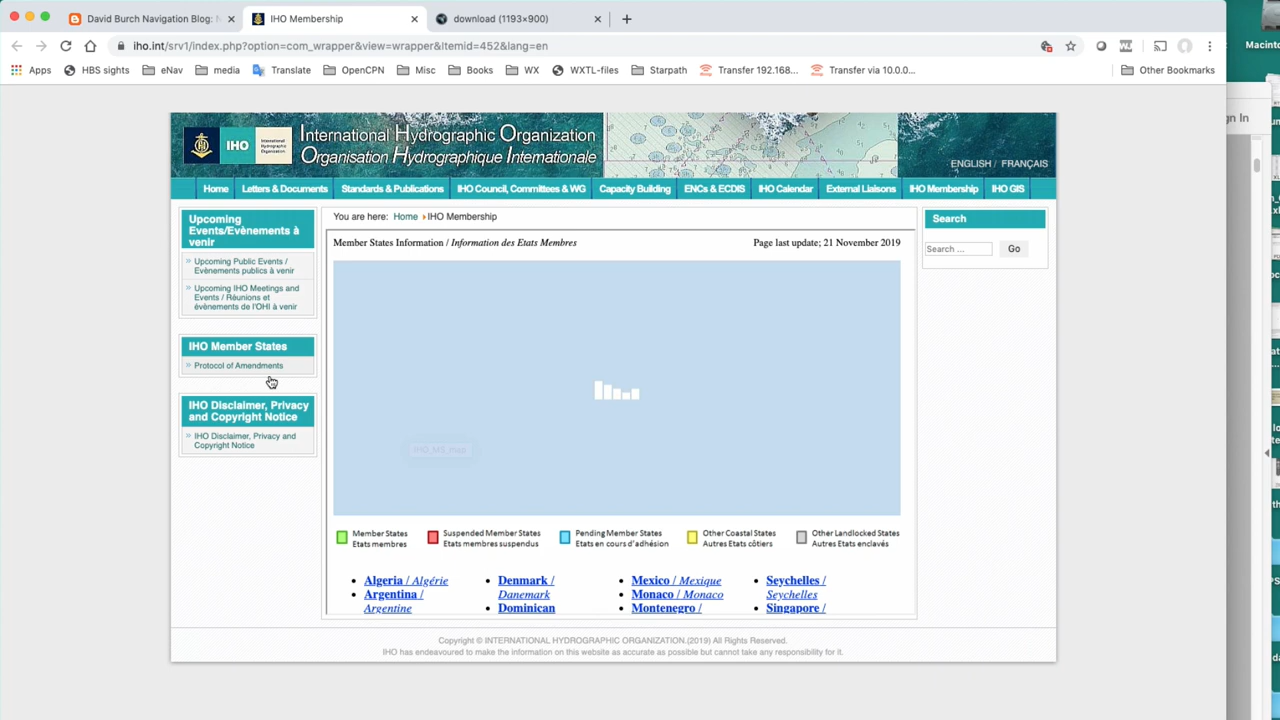 David Burch Navigation Blog: N
IHO Membership
download (1193×900)
iho.int/srv1/index.php?option=com_wrapper&view=wrapper&Itemid=452&lang=en
Apps
HBS sights
eNav
media
Translate
OpenCPN
Misc
Books
WX
WXTL-files
Starpath
Transfer 192.168...
Transfer via 10.0.0...
Other Bookmarks
Macinto
gn In
IHO
International Hydrographic Organization
Organisation Hydrographique Internationale
ENGLISH / FRANÇAIS
Home
Letters & Documents
Standards & Publications
IHO Council, Committees & WG
Capacity Building
ENCs & ECDIS
IHO Calendar
External Liaisons
IHO Membership
IHO GIS
Upcoming
Events/Evènements à
venir
Upcoming Public Events /
Evènements publics à venir
Upcoming IHO Meetings and
Events / Réunions et
évènements de l'OHI à venir
IHO Member States
Protocol of Amendments
IHO Disclaimer, Privacy
and Copyright Notice
IHO Disclaimer, Privacy and
Copyright Notice
You are here: Home IHO Membership
Member States Information / Information des Etats Membres
Page last update; 21 November 2019
IHO_MS_map
Member States
Etats membres
Suspended Member States
Etats membres suspendus
Pending Member States
Etats en cours d'adhésion
Other Coastal States
Autres Etats côtiers
Other Landlocked States
Autres Etats enclavés
Algeria / Algérie
Argentina /
Argentine
Denmark /
Danemark
Dominican
Mexico / Mexique
Monaco / Monaco
Montenegro /
Seychelles /
Seychelles
Singapore /
Search
Search ...
Go
Copyright © INTERNATIONAL HYDROGRAPHIC ORGANIZATION.(2019) All Rights Reserved.
IHO has endeavoured to make the information on this website as accurate as possible but cannot take any responsibility for it.